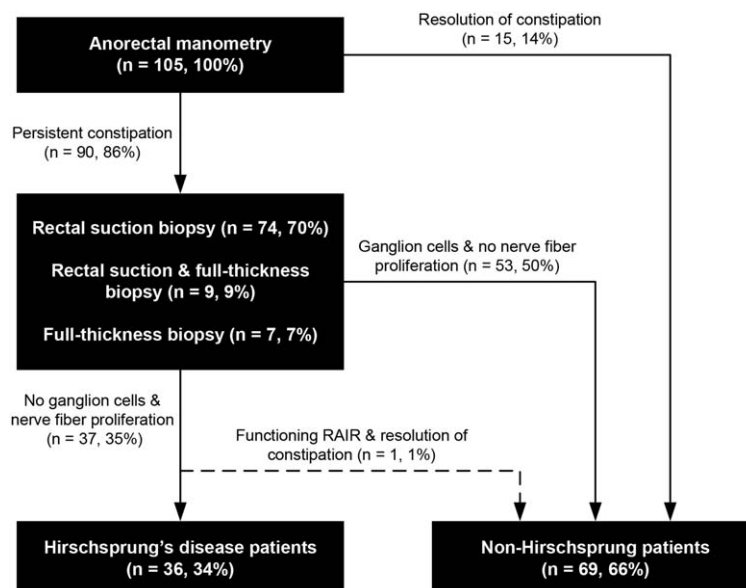 Anorectal manometry
(n = 105, 100%)
Resolution of constipation
(n = 15, 14%)
Persistent constipation
(n = 90, 86%)
Rectal suction biopsy (n = 74, 70%)
Rectal suction & full-thickness
biopsy (n = 9, 9%)
Full-thickness biopsy (n = 7, 7%)
Ganglion cells & no nerve fiber
proliferation (n = 53, 50%)
No ganglion cells &
nerve fiber proliferation
(n = 37, 35%)
Functioning RAIR & resolution of
constipation (n = 1, 1%)
Hirschsprung's disease patients
(n = 36, 34%)
Non-Hirschsprung patients
(n = 69, 66%)